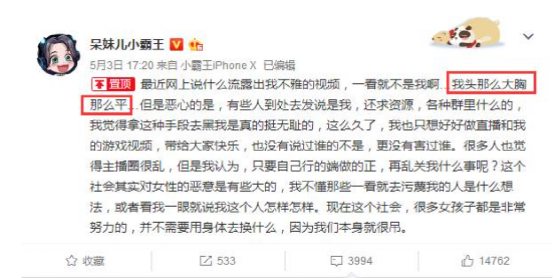 呆妹儿小霸王
5月3日 17:20 来自 小霸王iPhone X 已编辑
置顶 最近网上说什么流露出我不雅的视频，一看就不是我啊...我头那么大胸
那么平...但是恶心的是，有些人到处去发说是我，还求资源，各种群里什么的，
我觉得拿这种手段去黑我是真的挺无耻的，这么久了，我也只想好好做直播和我
的游戏视频，带给大家快乐，也没有说过谁的不是，更没有害过谁。很多人也觉
得主播圈很乱，但是我认为，只要自己行的端做的正，再乱关我什么事呢？这个
社会其实对女性的恶意是有些大的，我不懂那些一看就去污蔑我的人是什么想
法，或者看我一眼就说我这个人怎样怎样。现在这个社会，很多女孩子都是非常
努力的，并不需要用身体去换什么，因为我们本身就很吊。
收藏 533 3994 14762